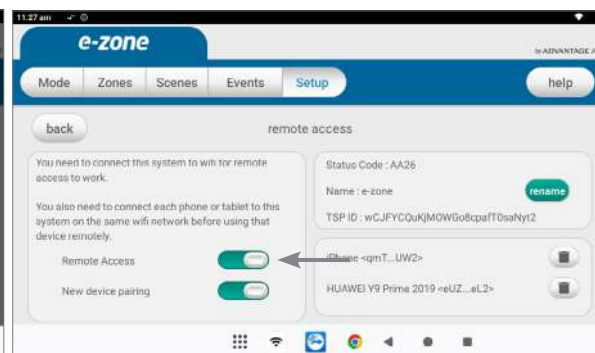 11:27 am
e-zone
by ADVANTAGE
Mode Zones Scenes Events Setup help
back remote access
You need to connect this system to wifi for remote
access to work.
You also need to connect each phone or tablet to this
system on the same wifi network before using that
device remotely.
Remote Access
New device pairing
Status Code : AA26
Name : e-zone
rename
TSP ID : wCJFYCQuKjMOWGo8cpafT0saNyt2
iPhone <qmT...UW2>
HUAWEI Y9 Prime 2019 <eUZ...eL2>